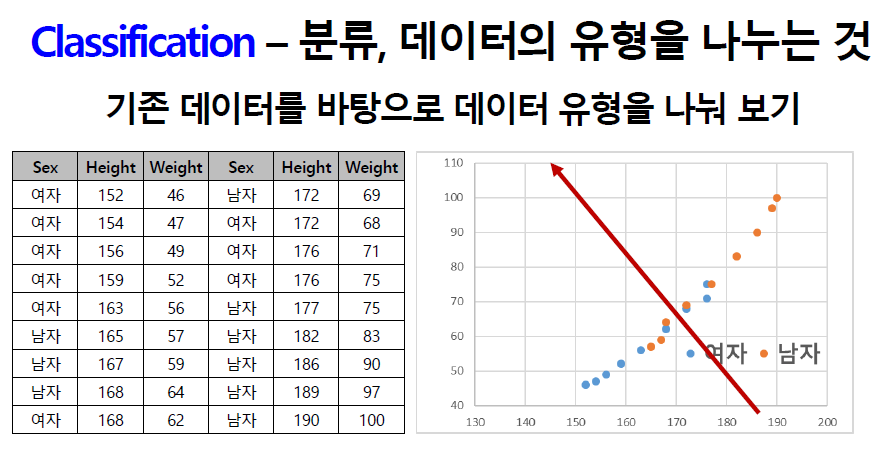 Classification – 분류, 데이터의 유형을 나누는 것
기존 데이터를 바탕으로 데이터 유형을 나눠 보기
Sex Height Weight Sex Height Weight
여자 152 46 남자 172 69
여자 154 47 여자 172 68
여자 156 49 여자 176 71
여자 159 52 여자 176 75
여자 163 56 남자 177 75
남자 165 57 남자 182 83
남자 167 59 남자 186 90
남자 168 64 남자 189 97
여자 168 62 남자 190 100
110
100
90
80
70
60
50
40
여자 남자
130 140 150 160 170 180 190 200